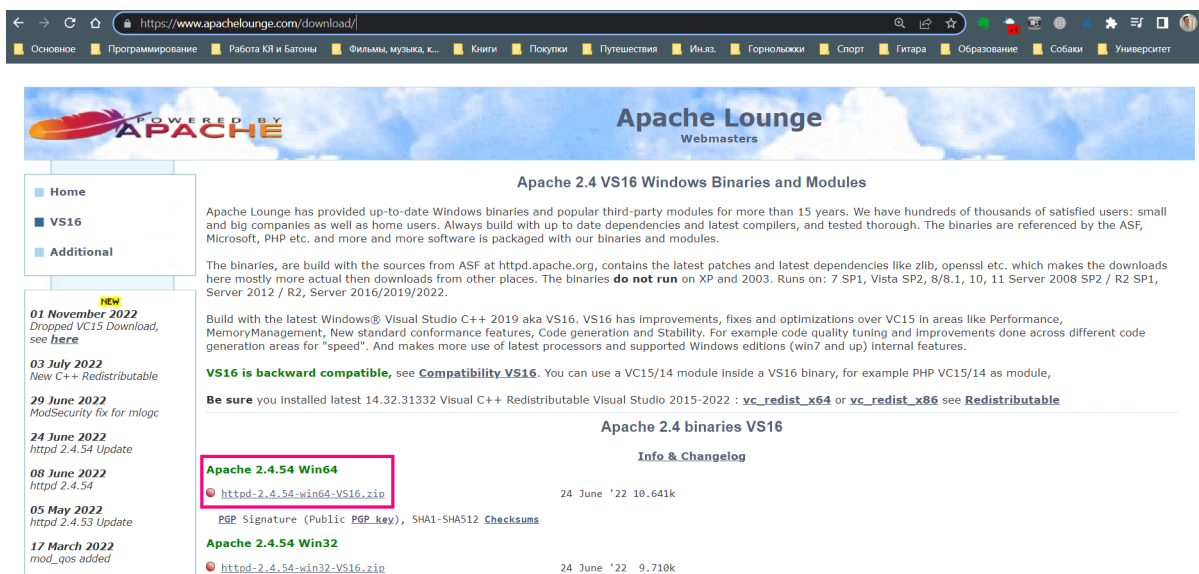 https://www.apachelounge.com/download/
-1
Основное Программирование Работа КЯ и Батоны Фильмы, музыка, к... Книги Покупки Путешествия Ин.яз. Горнолыжки Спорт Гитара Образование Собаки Университет
POWERED BY
APACHE
Apache Lounge
Webmasters
Home
VS16
Additional
NEW
01 November 2022
Dropped VC15 Download,
see here
03 July 2022
New C++ Redistributable
29 June 2022
ModSecurity fix for mlogc
24 June 2022
httpd 2.4.54 Update
08 June 2022
httpd 2.4.54
05 May 2022
httpd 2.4.53 Update
17 March 2022
mod_qos added
Apache 2.4 VS16 Windows Binaries and Modules
Apache Lounge has provided up-to-date Windows binaries and popular third-party modules for more than 15 years. We have hundreds of thousands of satisfied users: small
and big companies as well as home users. Always build with up to date dependencies and latest compilers, and tested thorough. The binaries are referenced by the ASF,
Microsoft, PHP etc. and more and more software is packaged with our binaries and modules.
The binaries, are build with the sources from ASF at httpd.apache.org, contains the latest patches and latest dependencies like zlib, openssl etc. which makes the downloads
here mostly more actual then downloads from other places. The binaries do not run on XP and 2003. Runs on: 7 SP1, Vista SP2, 8/8.1, 10, 11 Server 2008 SP2 / R2 SP1,
Server 2012 / R2, Server 2016/2019/2022.
Build with the latest Windows® Visual Studio C++ 2019 aka VS16. VS16 has improvements, fixes and optimizations over VC15 in areas like Performance,
MemoryManagement, New standard conformance features, Code generation and Stability. For example code quality tuning and improvements done across different code
generation areas for "speed". And makes more use of latest processors and supported Windows editions (win7 and up) internal features.
VS16 is backward compatible, see Compatibility VS16. You can use a VC15/14 module inside a VS16 binary, for example PHP VC15/14 as module,
Be sure you installed latest 14.32.31332 Visual C++ Redistributable Visual Studio 2015-2022 : vc_redist_x64 or vc_redist_x86 see Redistributable
Apache 2.4 binaries VS16
Info & Changelog
Apache 2.4.54 Win64
httpd-2.4.54-win64-VS16.zip 24 June '22 10.641k
PGP Signature (Public PGP key), SHA1-SHA512 Checksums
Apache 2.4.54 Win32
httpd-2.4.54-win32-VS16.zip 24 June '22 9.710k